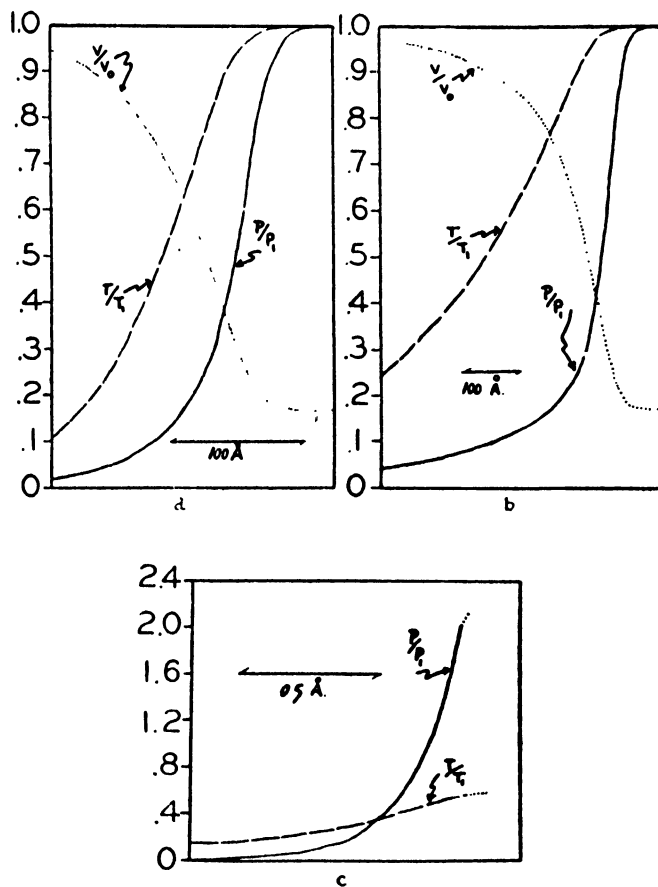 1.0
.9
.8
.7
.6
.5
.4
.3
.2
.1
0
V/V₀
T/T₁
P/P₁
100 Å
d
1.0
.9
.8
.7
.6
.5
.4
.3
.2
.1
0
V/V₀
T/T₁
P/P₁
100 Å.
b
2.4
2.0
1.6
1.2
.8
.4
0
P/P₁
05 Å.
T/T₁
c